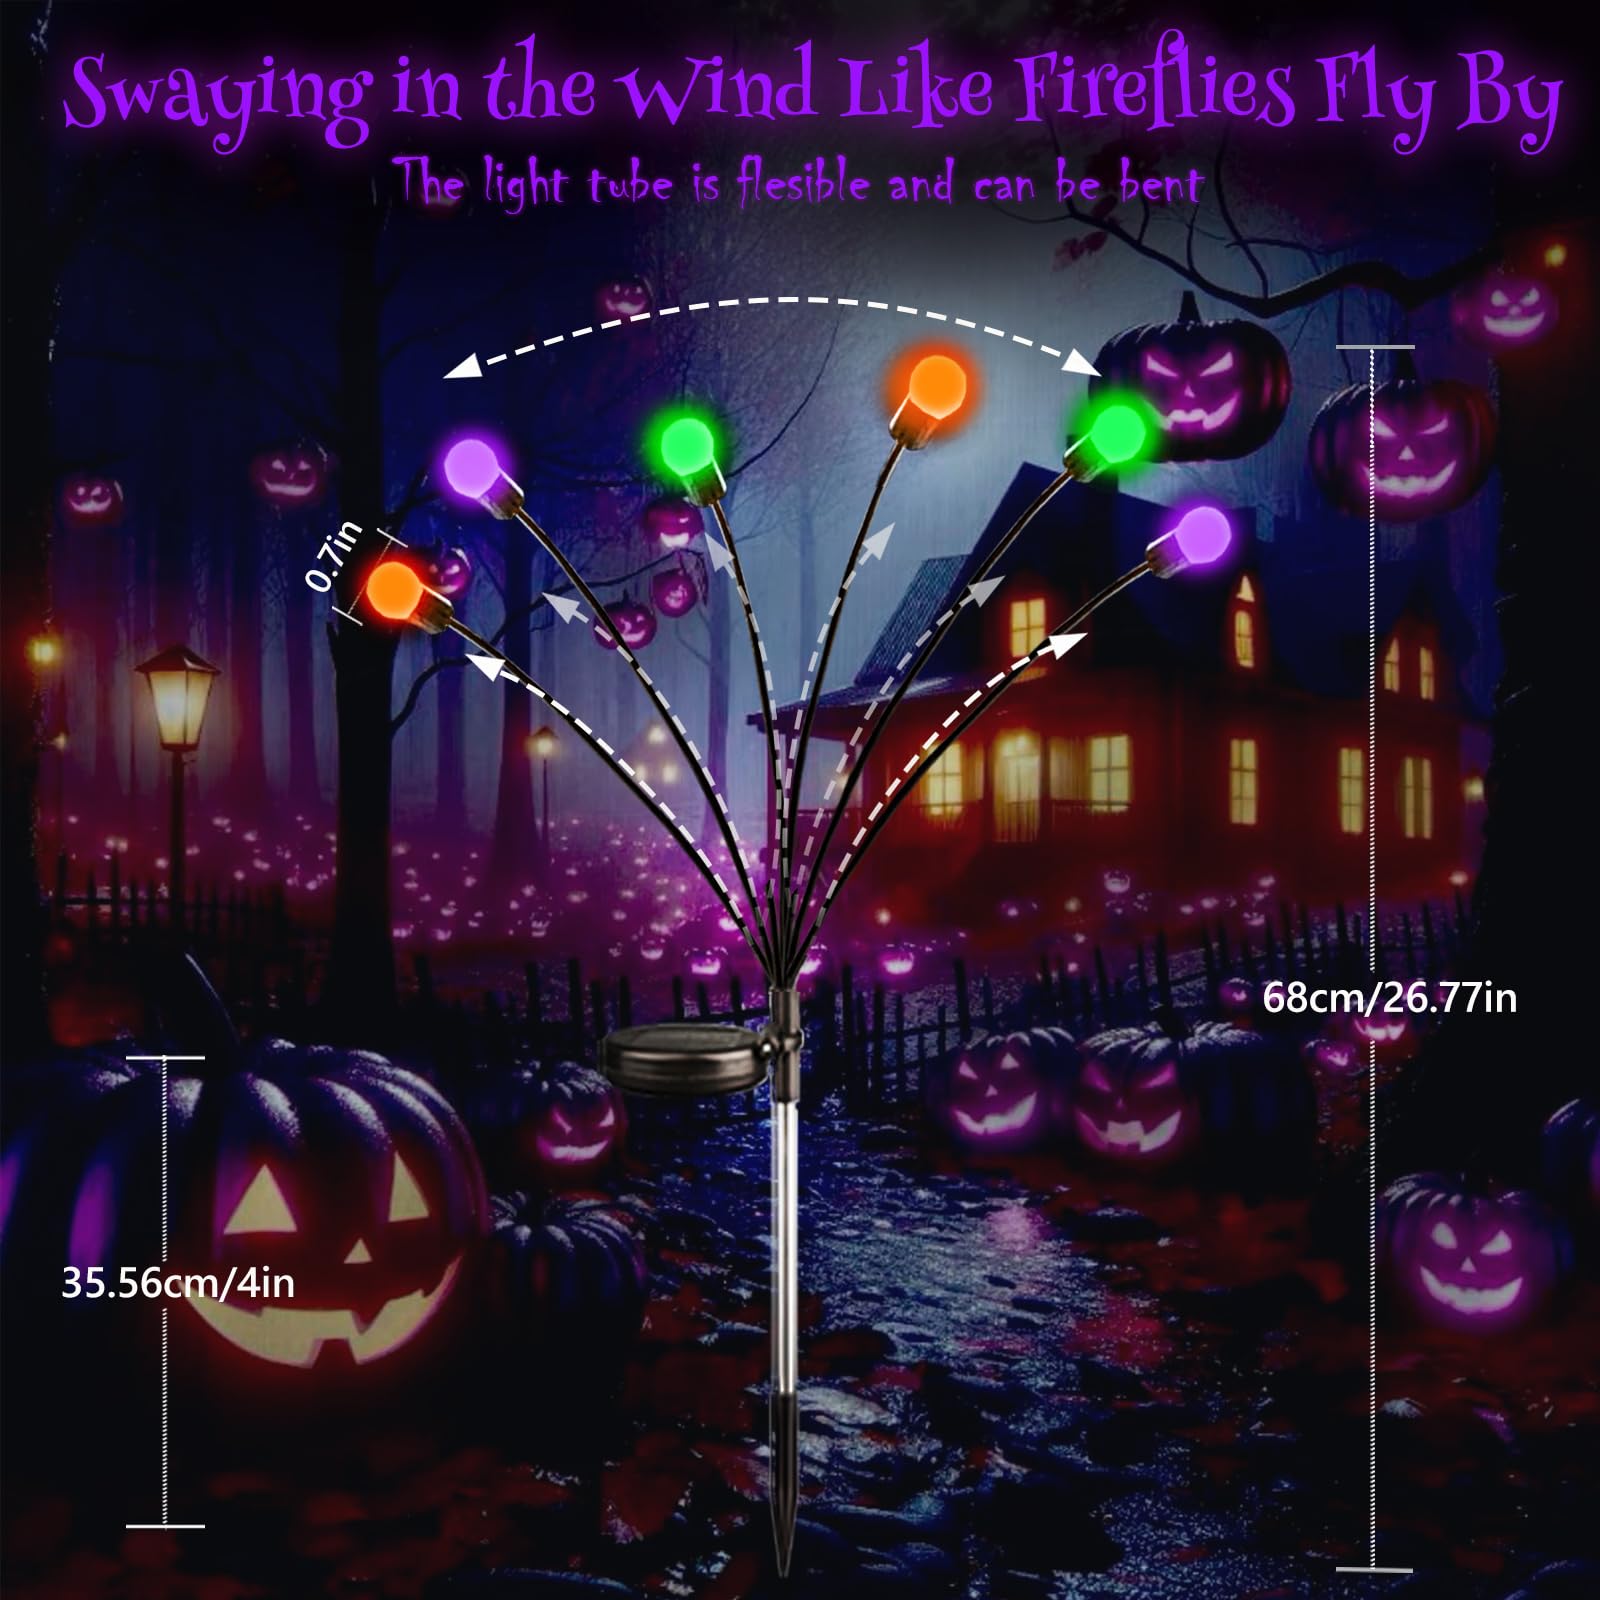 Swaying in the Wind Like Fireflies Fly By
The light tube is flesible and can be bent
0.7in
68cm/26.77in
35.56cm/4in